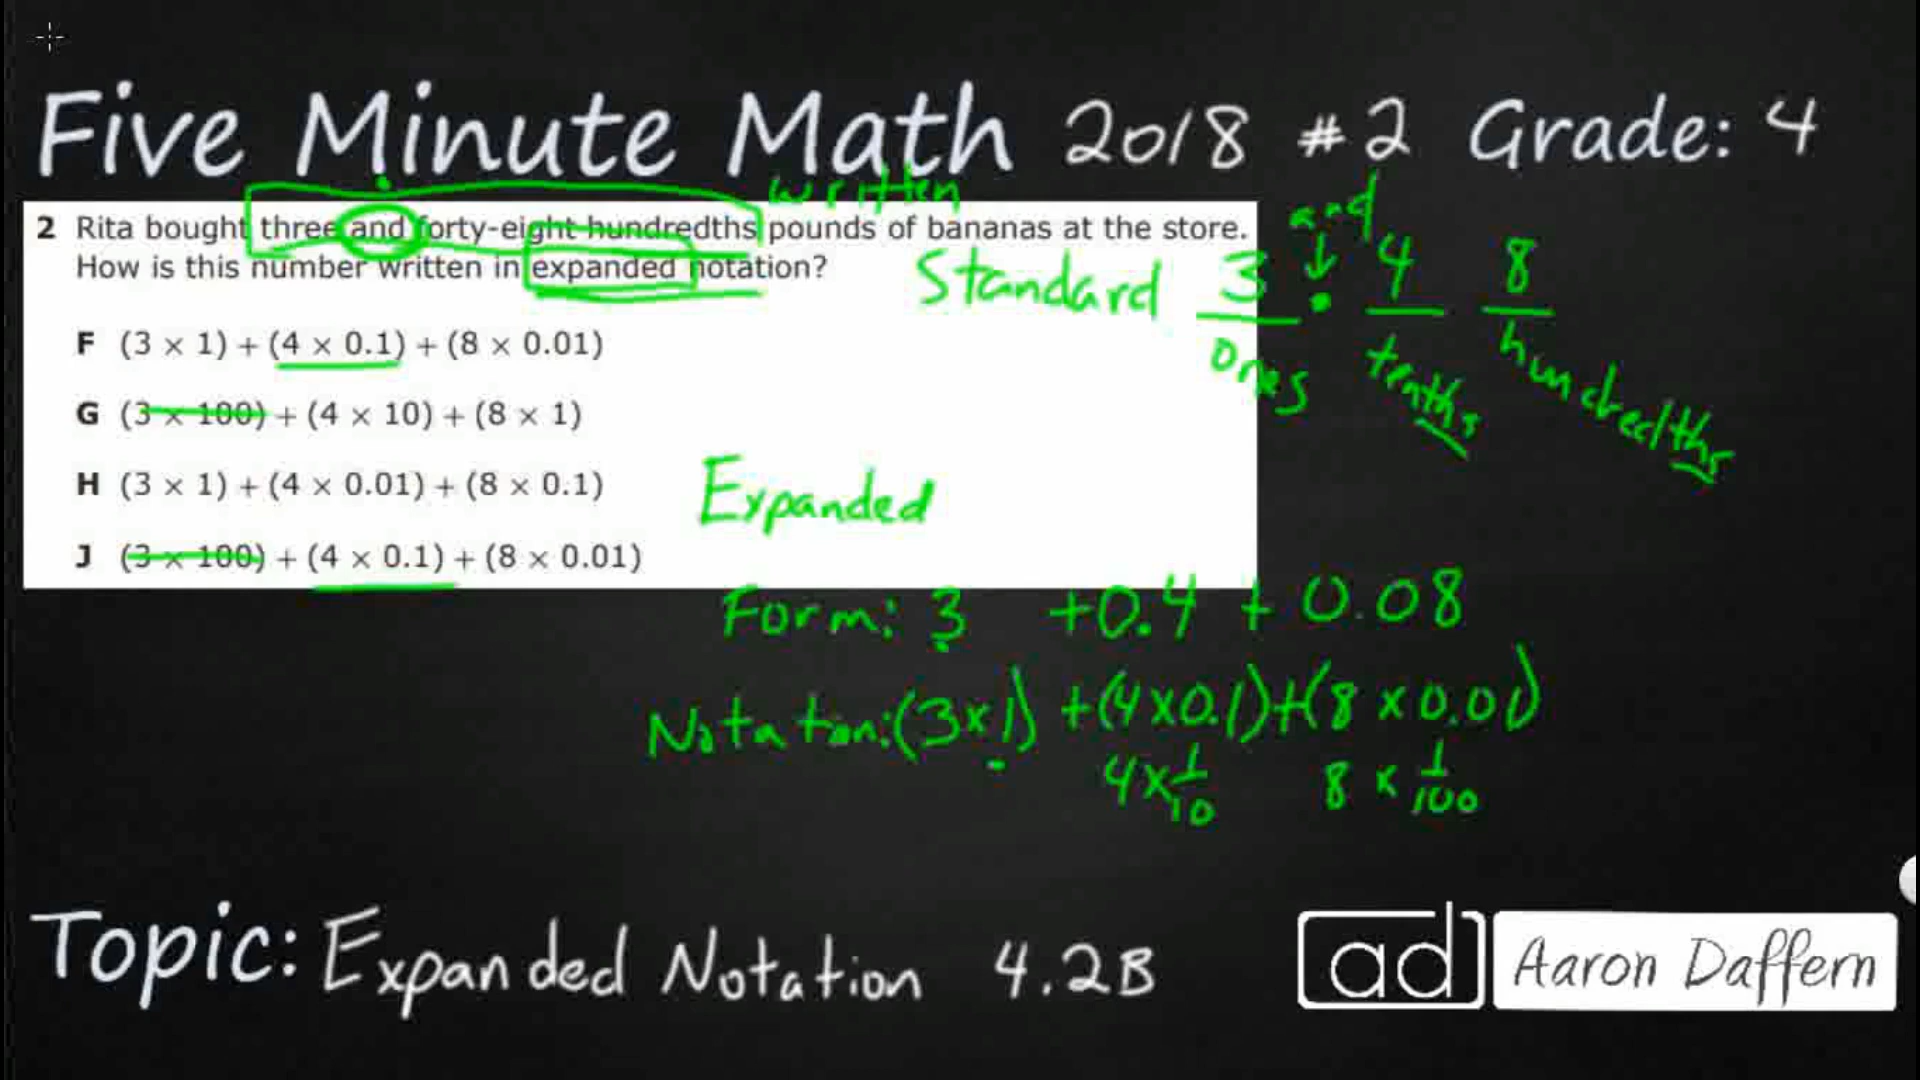 Five Minute Math 2018 #2 Grade: 4
written
2 Rita bought three and forty-eight hundredths pounds of bananas at the store.
How is this number written in expanded notation?
and
Standard 3 . 4 8
ones tenths hundredths
F (3 × 1) + (4 × 0.1) + (8 × 0.01)
G (3 × 100) + (4 × 10) + (8 × 1)
H (3 × 1) + (4 × 0.01) + (8 × 0.1)
J (3 × 100) + (4 × 0.1) + (8 × 0.01)
Expanded
Form: 3 +0.4 + 0.08
Notation:(3×1) +(4×0.1)+(8×0.01)
4×1/10 8×1/100
Topic: Expanded Notation 4.2B
ad Aaron Daffern